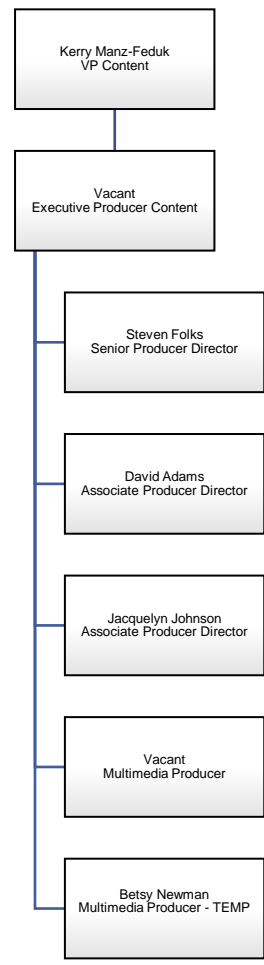 Kerry Manz-Feduk
VP Content
Vacant
Executive Producer Content
Steven Folks
Senior Producer Director
David Adams
Associate Producer Director
Jacquelyn Johnson
Associate Producer Director
Vacant
Multimedia Producer
Betsy Newman
Multimedia Producer - TEMP